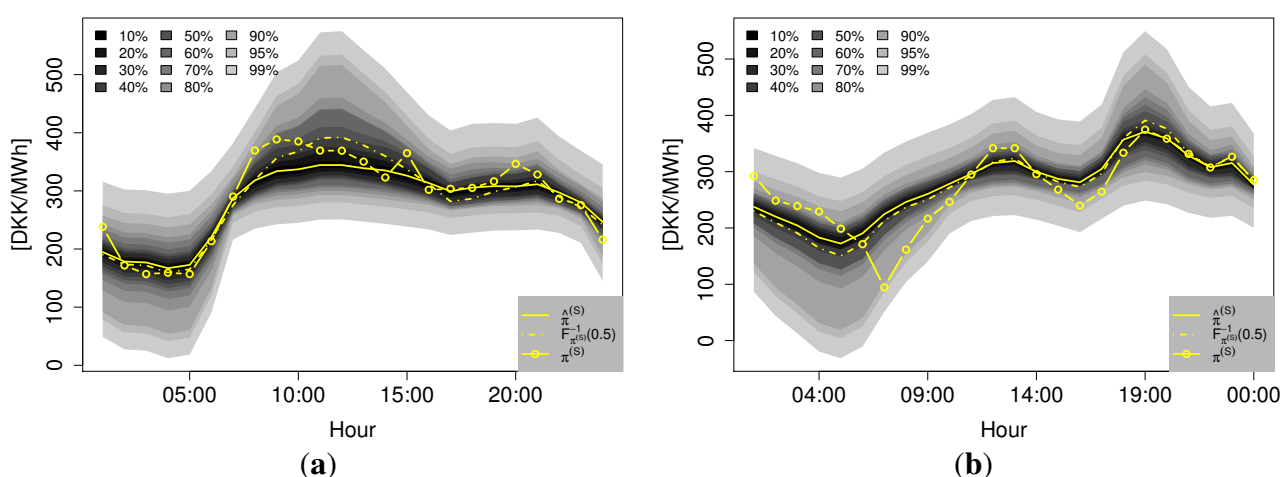 10% 50% 90%
20% 60% 95%
30% 70% 99%
40% 80%
[DKK/MWh]
500
400
300
200
100
0
π̂^(S)
F^{-1}_{π^(S)}(0.5)
π^(S)
05:00 10:00 15:00 20:00
Hour
(a)
10% 50% 90%
20% 60% 95%
30% 70% 99%
40% 80%
[DKK/MWh]
500
400
300
200
100
0
π̂^(S)
F^{-1}_{π^(S)}(0.5)
π^(S)
04:00 09:00 14:00 19:00 00:00
Hour
(b)